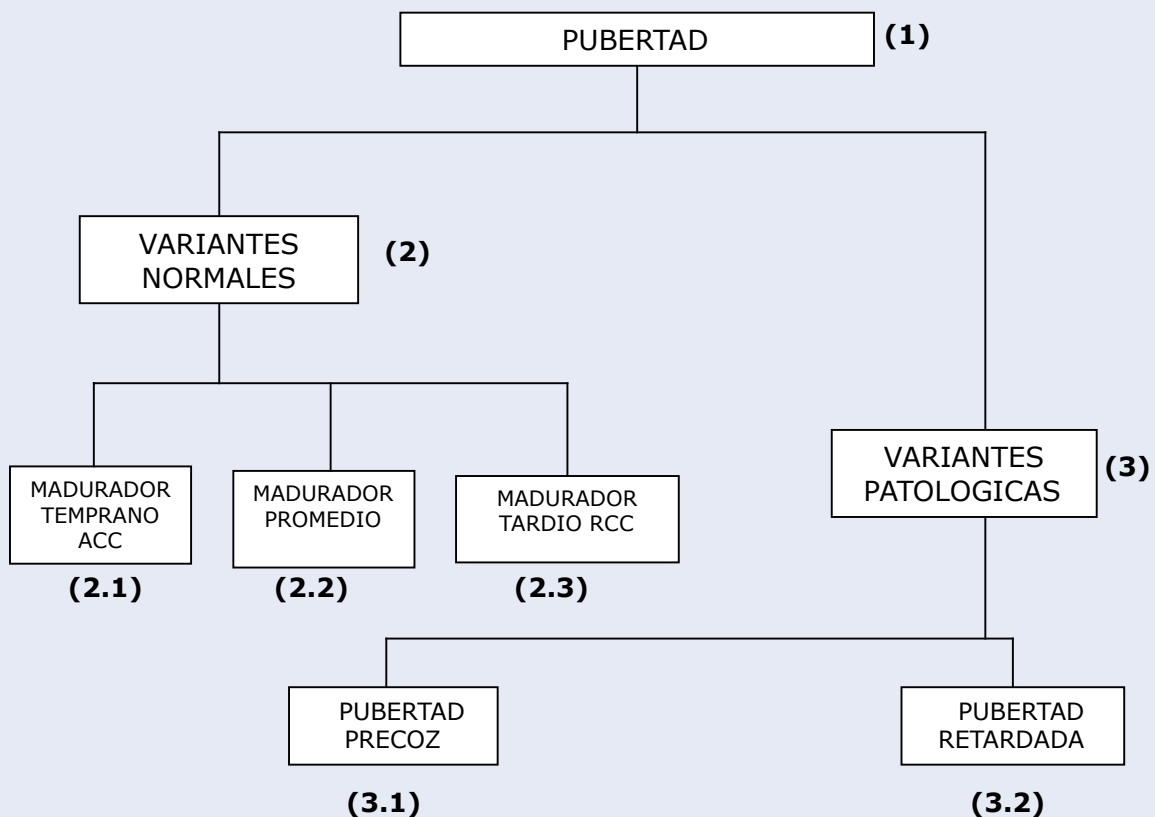 PUBERTAD
(1)
VARIANTES
NORMALES
(2)
MADURADOR
TEMPRANO
ACC
(2.1)
MADURADOR
PROMEDIO
(2.2)
MADURADOR
TARDIO RCC
(2.3)
VARIANTES
PATOLOGICAS
(3)
PUBERTAD
PRECOZ
(3.1)
PUBERTAD
RETARDADA
(3.2)